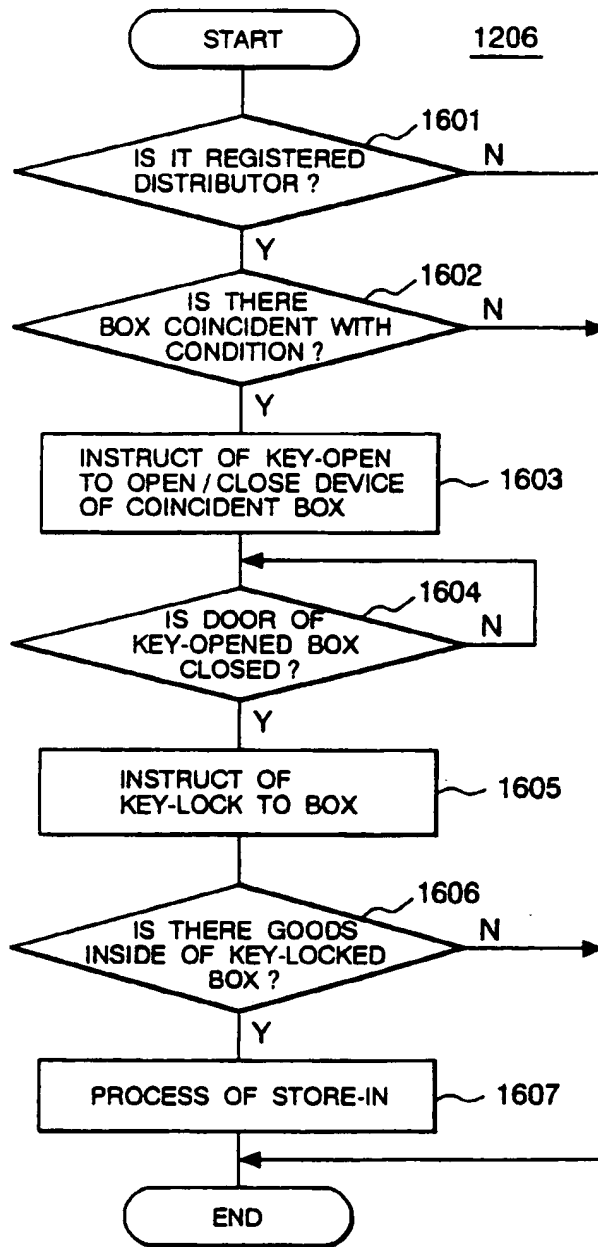 START
1206
1601
IS IT REGISTERED
DISTRIBUTOR ?
N
Y
1602
IS THERE
BOX COINCIDENT WITH
CONDITION ?
N
Y
INSTRUCT OF KEY-OPEN
TO OPEN / CLOSE DEVICE
OF COINCIDENT BOX
1603
1604
IS DOOR OF
KEY-OPENED BOX
CLOSED ?
N
Y
INSTRUCT OF
KEY-LOCK TO BOX
1605
1606
IS THERE GOODS
INSIDE OF KEY-LOCKED
BOX ?
N
Y
PROCESS OF STORE-IN
1607
END